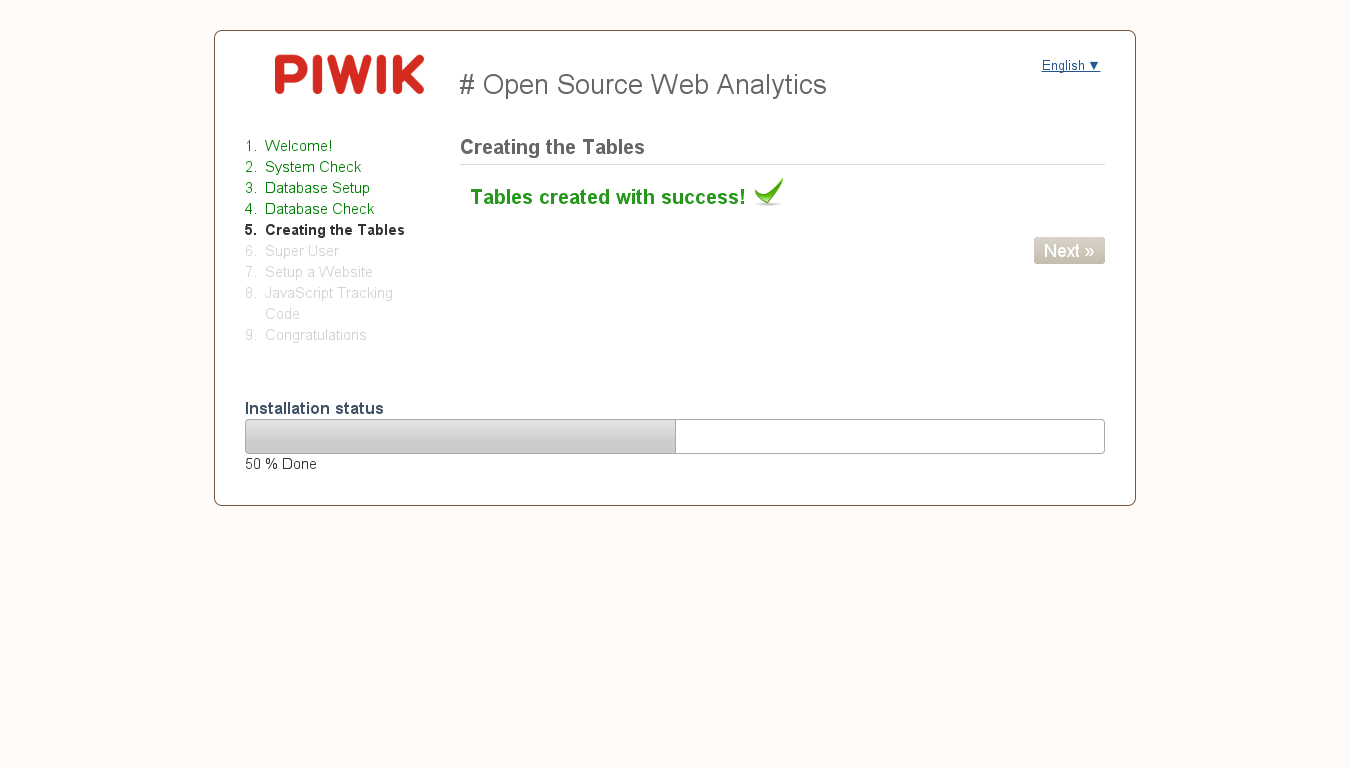 PIWIK
# Open Source Web Analytics
English ▼
1. Welcome!
2. System Check
3. Database Setup
4. Database Check
5. Creating the Tables
6. Super User
7. Setup a Website
8. JavaScript Tracking
Code
9. Congratulations
Creating the Tables
Tables created with success!
Next »
Installation status
50 % Done